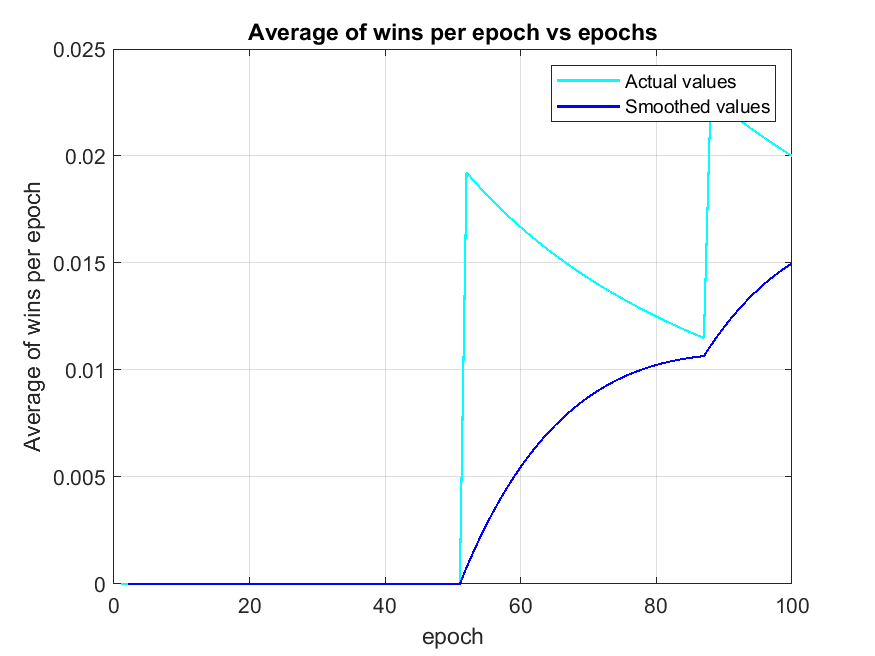 Average of wins per epoch vs epochs
Average of wins per epoch
0.025
0.02
0.015
0.01
0.005
0
Actual values
Smoothed values
0 20 40 60 80 100
epoch